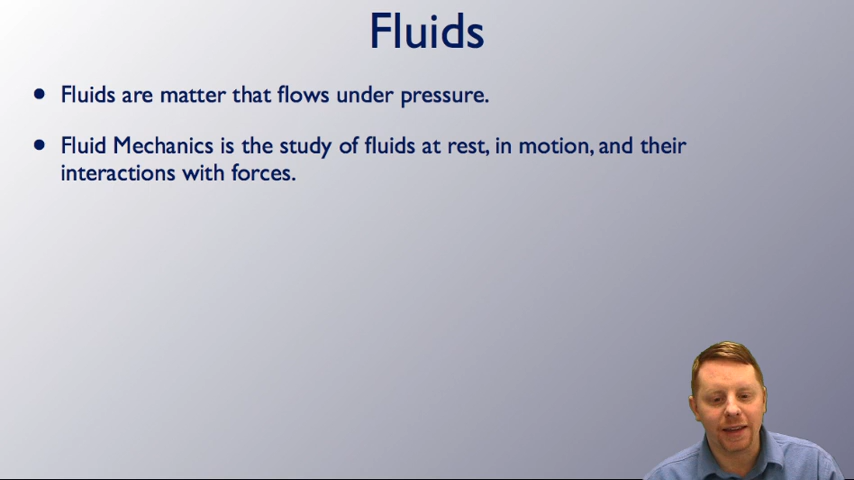 Fluids
• Fluids are matter that flows under pressure.
• Fluid Mechanics is the study of fluids at rest, in motion, and their
interactions with forces.